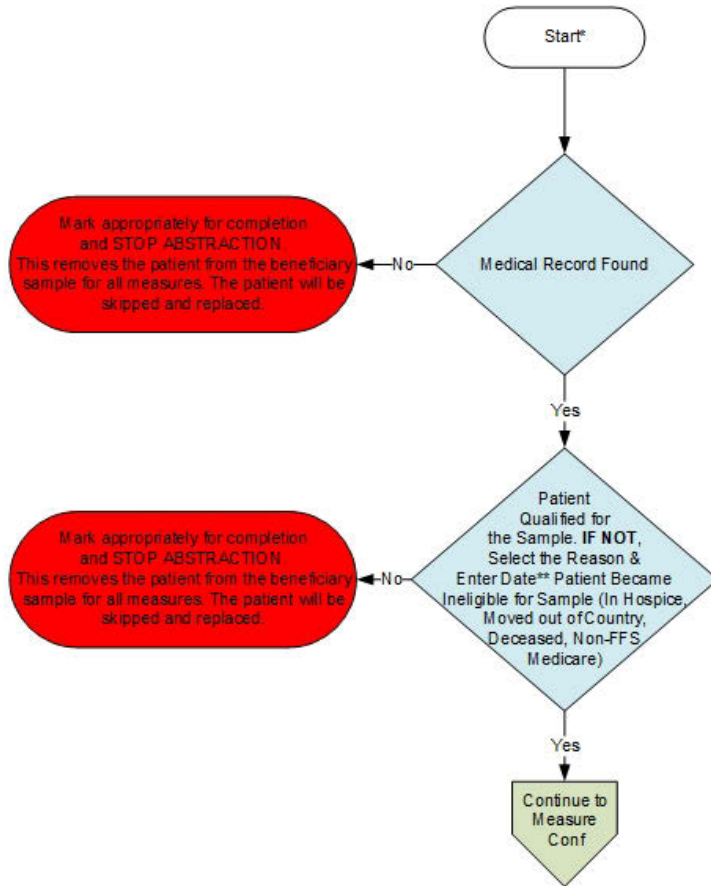 Start*
Mark appropriately for completion
and STOP ABSTRACTION.
This removes the patient from the beneficiary
sample for all measures. The patient will be
skipped and replaced.
No
Medical Record Found
Yes
Mark appropriately for completion
and STOP ABSTRACTION.
This removes the patient from the beneficiary
sample for all measures. The patient will be
skipped and replaced.
No
Patient
Qualified for
the Sample. IF NOT,
Select the Reason &
Enter Date** Patient Became
Ineligible for Sample (In Hospice,
Moved out of Country,
Deceased, Non-FFS
Medicare)
Yes
Continue to
Measure
Conf